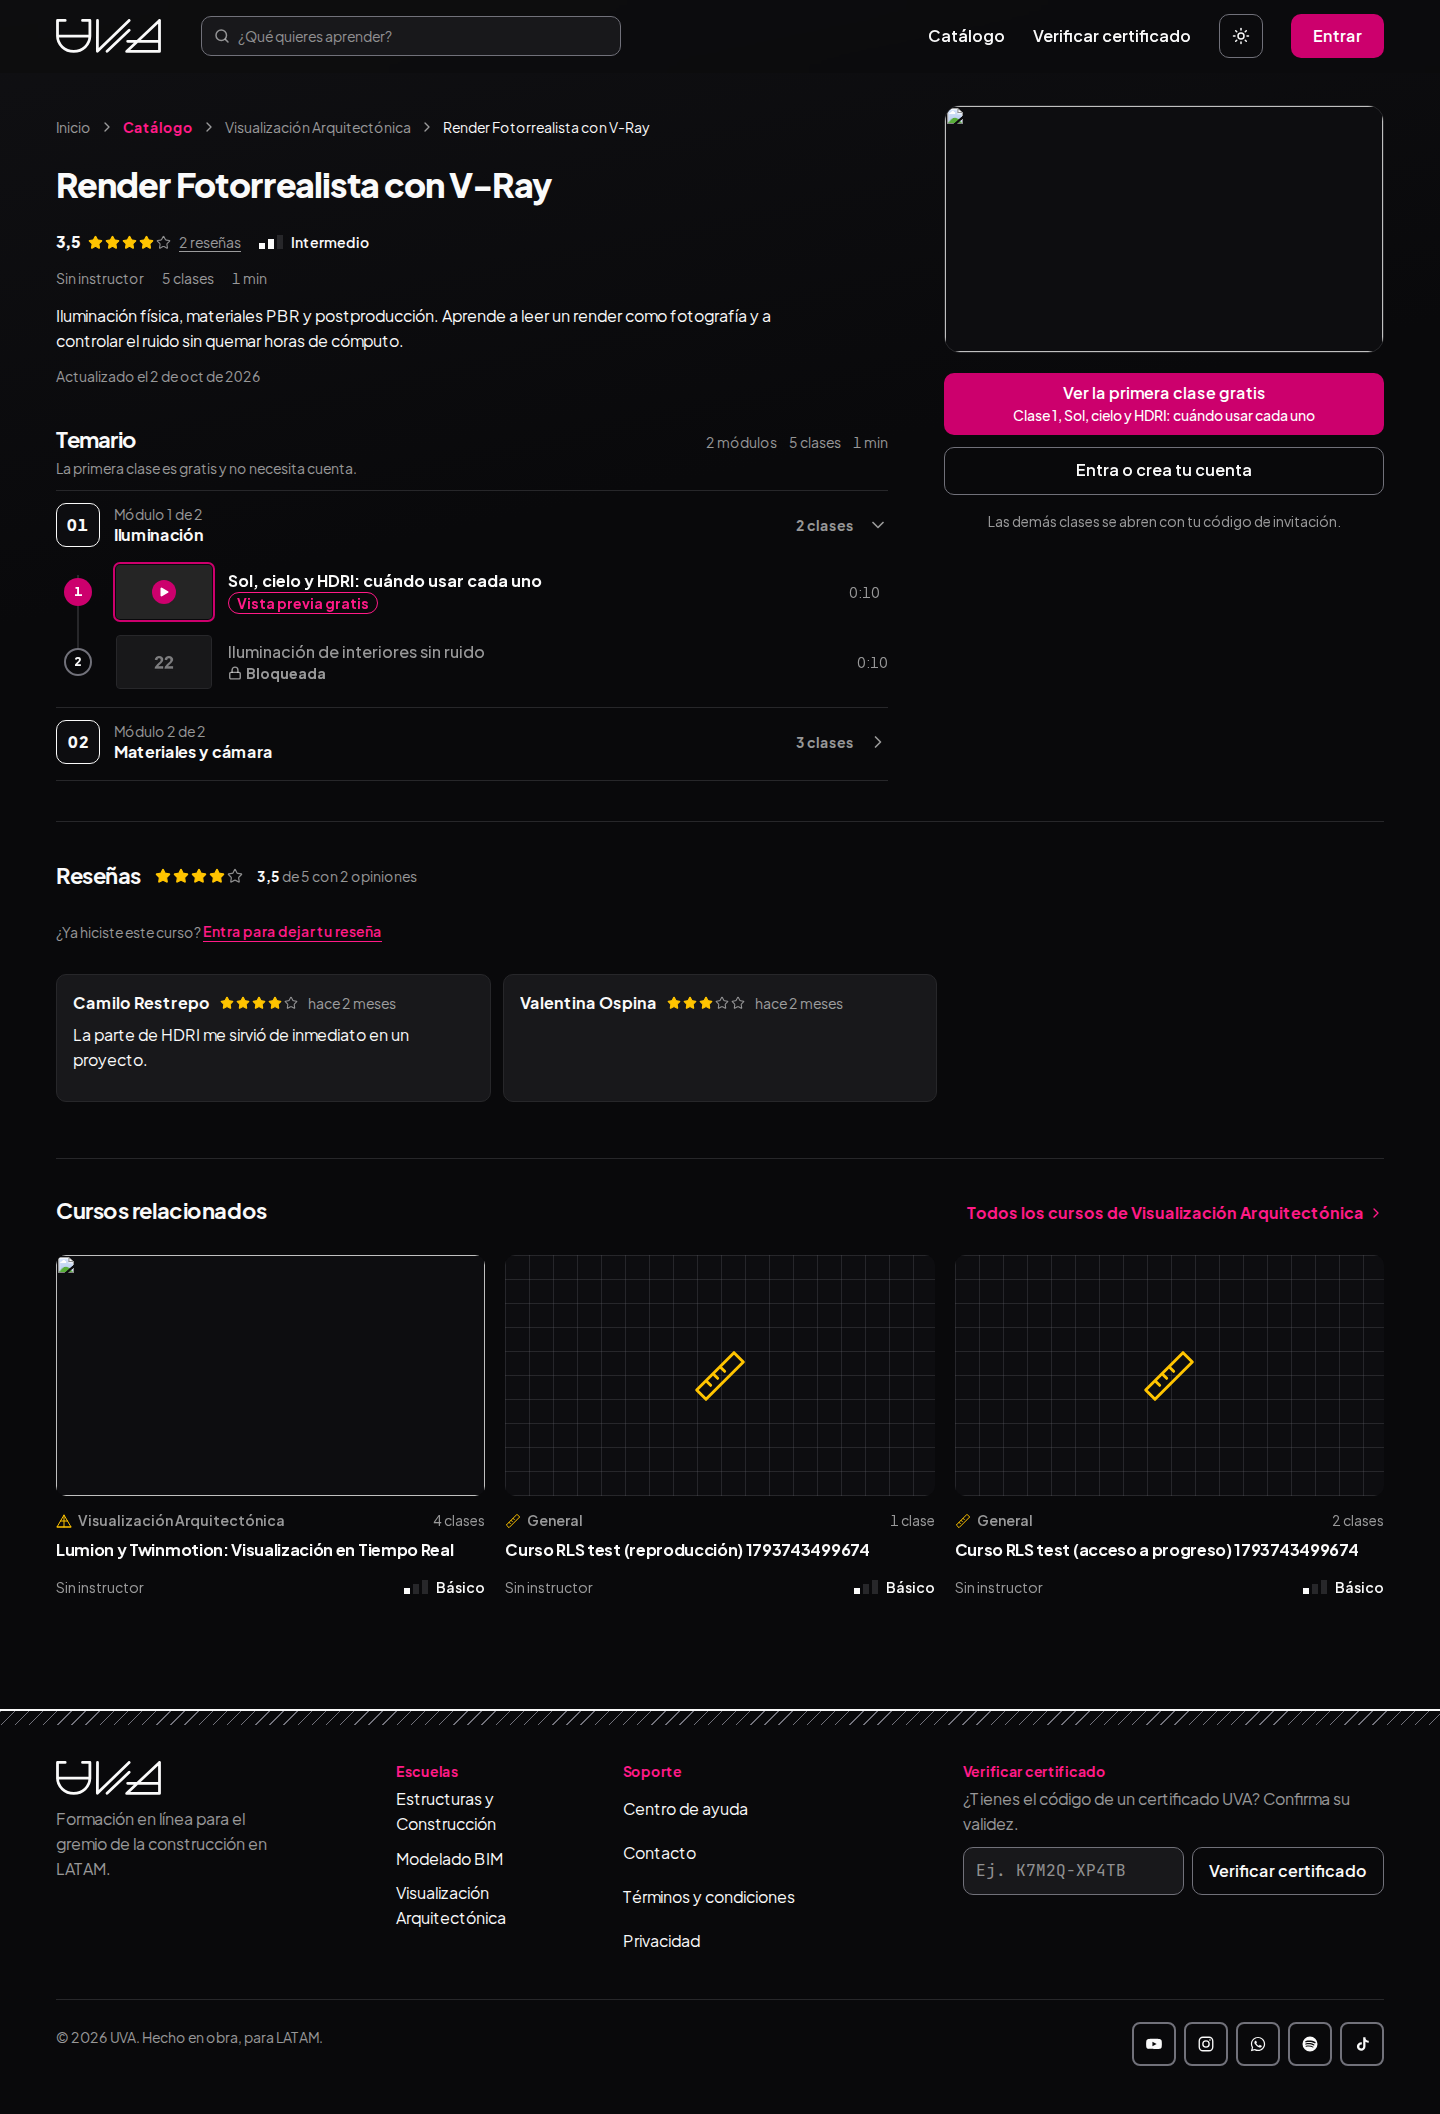 UVA
¿Qué quieres aprender?
Catálogo
Verificar certificado
Entrar
Inicio > Catálogo > Visualización Arquitectónica > Render Fotorrealista con V-Ray
Render Fotorrealista con V-Ray
3,5 2 reseñas Intermedio
Sin instructor 5 clases 1 min
Iluminación física, materiales PBR y postproducción. Aprende a leer un render como fotografía y a
controlar el ruido sin quemar horas de cómputo.
Actualizado el 2 de oct de 2026
Ver la primera clase gratis
Clase 1, Sol, cielo y HDRI: cuándo usar cada uno
Entra o crea tu cuenta
Las demás clases se abren con tu código de invitación.
Temario
2 módulos 5 clases 1 min
La primera clase es gratis y no necesita cuenta.
01
Módulo 1 de 2
Iluminación
2 clases
1
Sol, cielo y HDRI: cuándo usar cada uno
Vista previa gratis
0:10
2
22
Iluminación de interiores sin ruido
Bloqueada
0:10
02
Módulo 2 de 2
Materiales y cámara
3 clases
Reseñas
3,5 de 5 con 2 opiniones
¿Ya hiciste este curso? Entra para dejar tu reseña
Camilo Restrepo hace 2 meses
La parte de HDRI me sirvió de inmediato en un
proyecto.
Valentina Ospina hace 2 meses
Cursos relacionados
Todos los cursos de Visualización Arquitectónica >
Visualización Arquitectónica 4 clases
Lumion y Twinmotion: Visualización en Tiempo Real
Sin instructor Básico
General 1 clase
Curso RLS test (reproducción) 1793743499674
Sin instructor Básico
General 2 clases
Curso RLS test (acceso a progreso) 1793743499674
Sin instructor Básico
UVA
Formación en línea para el
gremio de la construcción en
LATAM.
Escuelas
Estructuras y
Construcción
Modelado BIM
Visualización
Arquitectónica
Soporte
Centro de ayuda
Contacto
Términos y condiciones
Privacidad
Verificar certificado
¿Tienes el código de un certificado UVA? Confirma su
validez.
Ej. K7M2Q-XP4TB
Verificar certificado
© 2026 UVA. Hecho en obra, para LATAM.